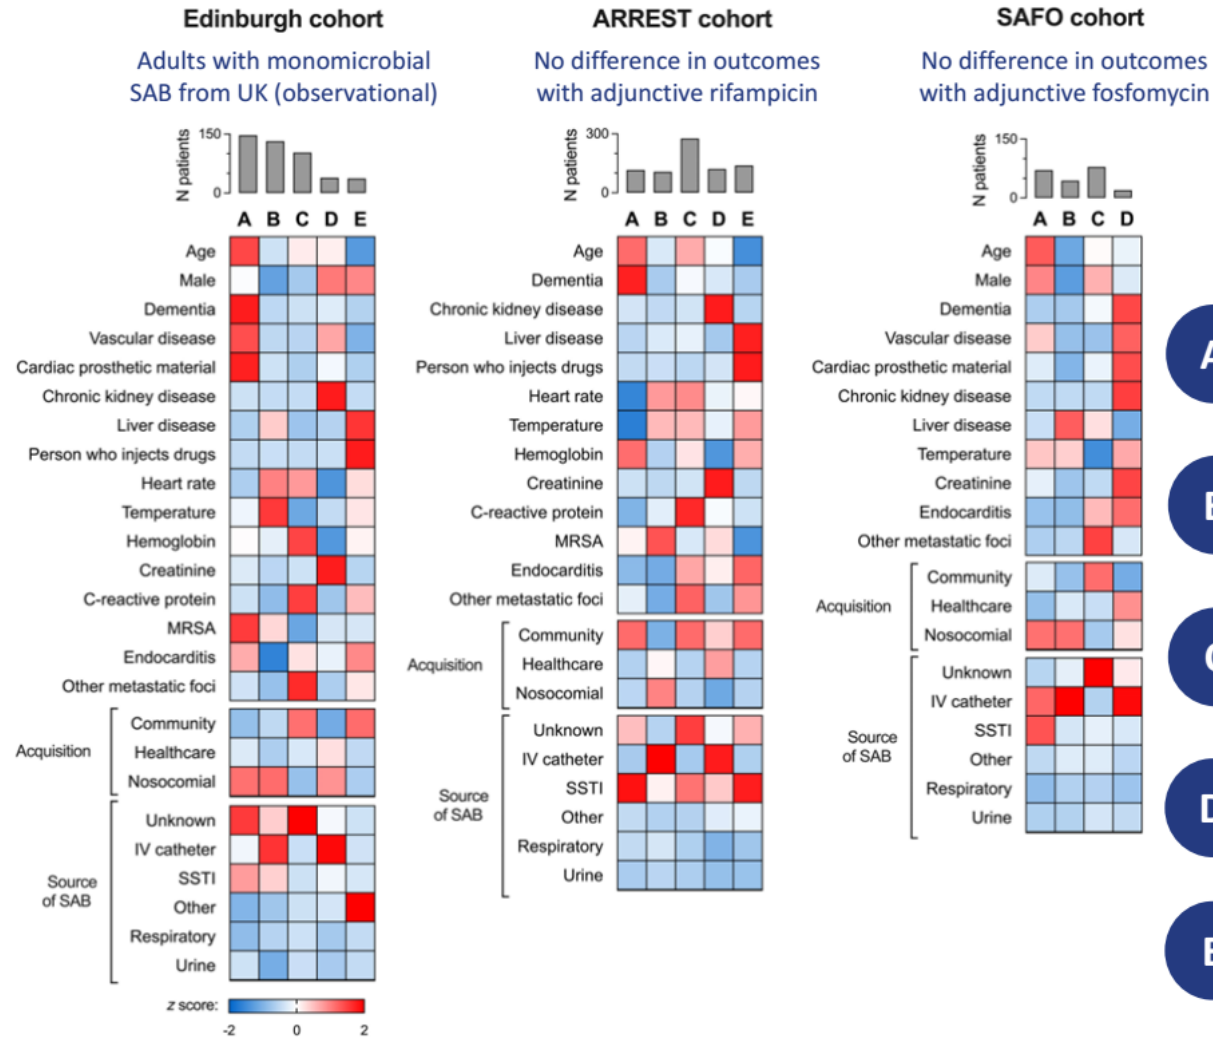 Edinburgh cohort
Adults with monomicrobial
SAB from UK (observational)
N patients
150
0
A B C D E
Age
Male
Dementia
Vascular disease
Cardiac prosthetic material
Chronic kidney disease
Liver disease
Person who injects drugs
Heart rate
Temperature
Hemoglobin
Creatinine
C-reactive protein
MRSA
Endocarditis
Other metastatic foci
Acquisition
Community
Healthcare
Nosocomial
Source
of SAB
Unknown
IV catheter
SSTI
Other
Respiratory
Urine
z score:
-2 0 2
ARREST cohort
No difference in outcomes
with adjunctive rifampicin
N patients
300
0
A B C D E
Age
Dementia
Chronic kidney disease
Liver disease
Person who injects drugs
Heart rate
Temperature
Hemoglobin
Creatinine
C-reactive protein
MRSA
Endocarditis
Other metastatic foci
Acquisition
Community
Healthcare
Nosocomial
Source
of SAB
Unknown
IV catheter
SSTI
Other
Respiratory
Urine
SAFO cohort
No difference in outcomes
with adjunctive fosfomycin
N patients
150
0
A B C D
Age
Male
Dementia
Vascular disease
Cardiac prosthetic material
Chronic kidney disease
Liver disease
Temperature
Creatinine
Endocarditis
Other metastatic foci
Acquisition
Community
Healthcare
Nosocomial
Source
of SAB
Unknown
IV catheter
SSTI
Other
Respiratory
Urine